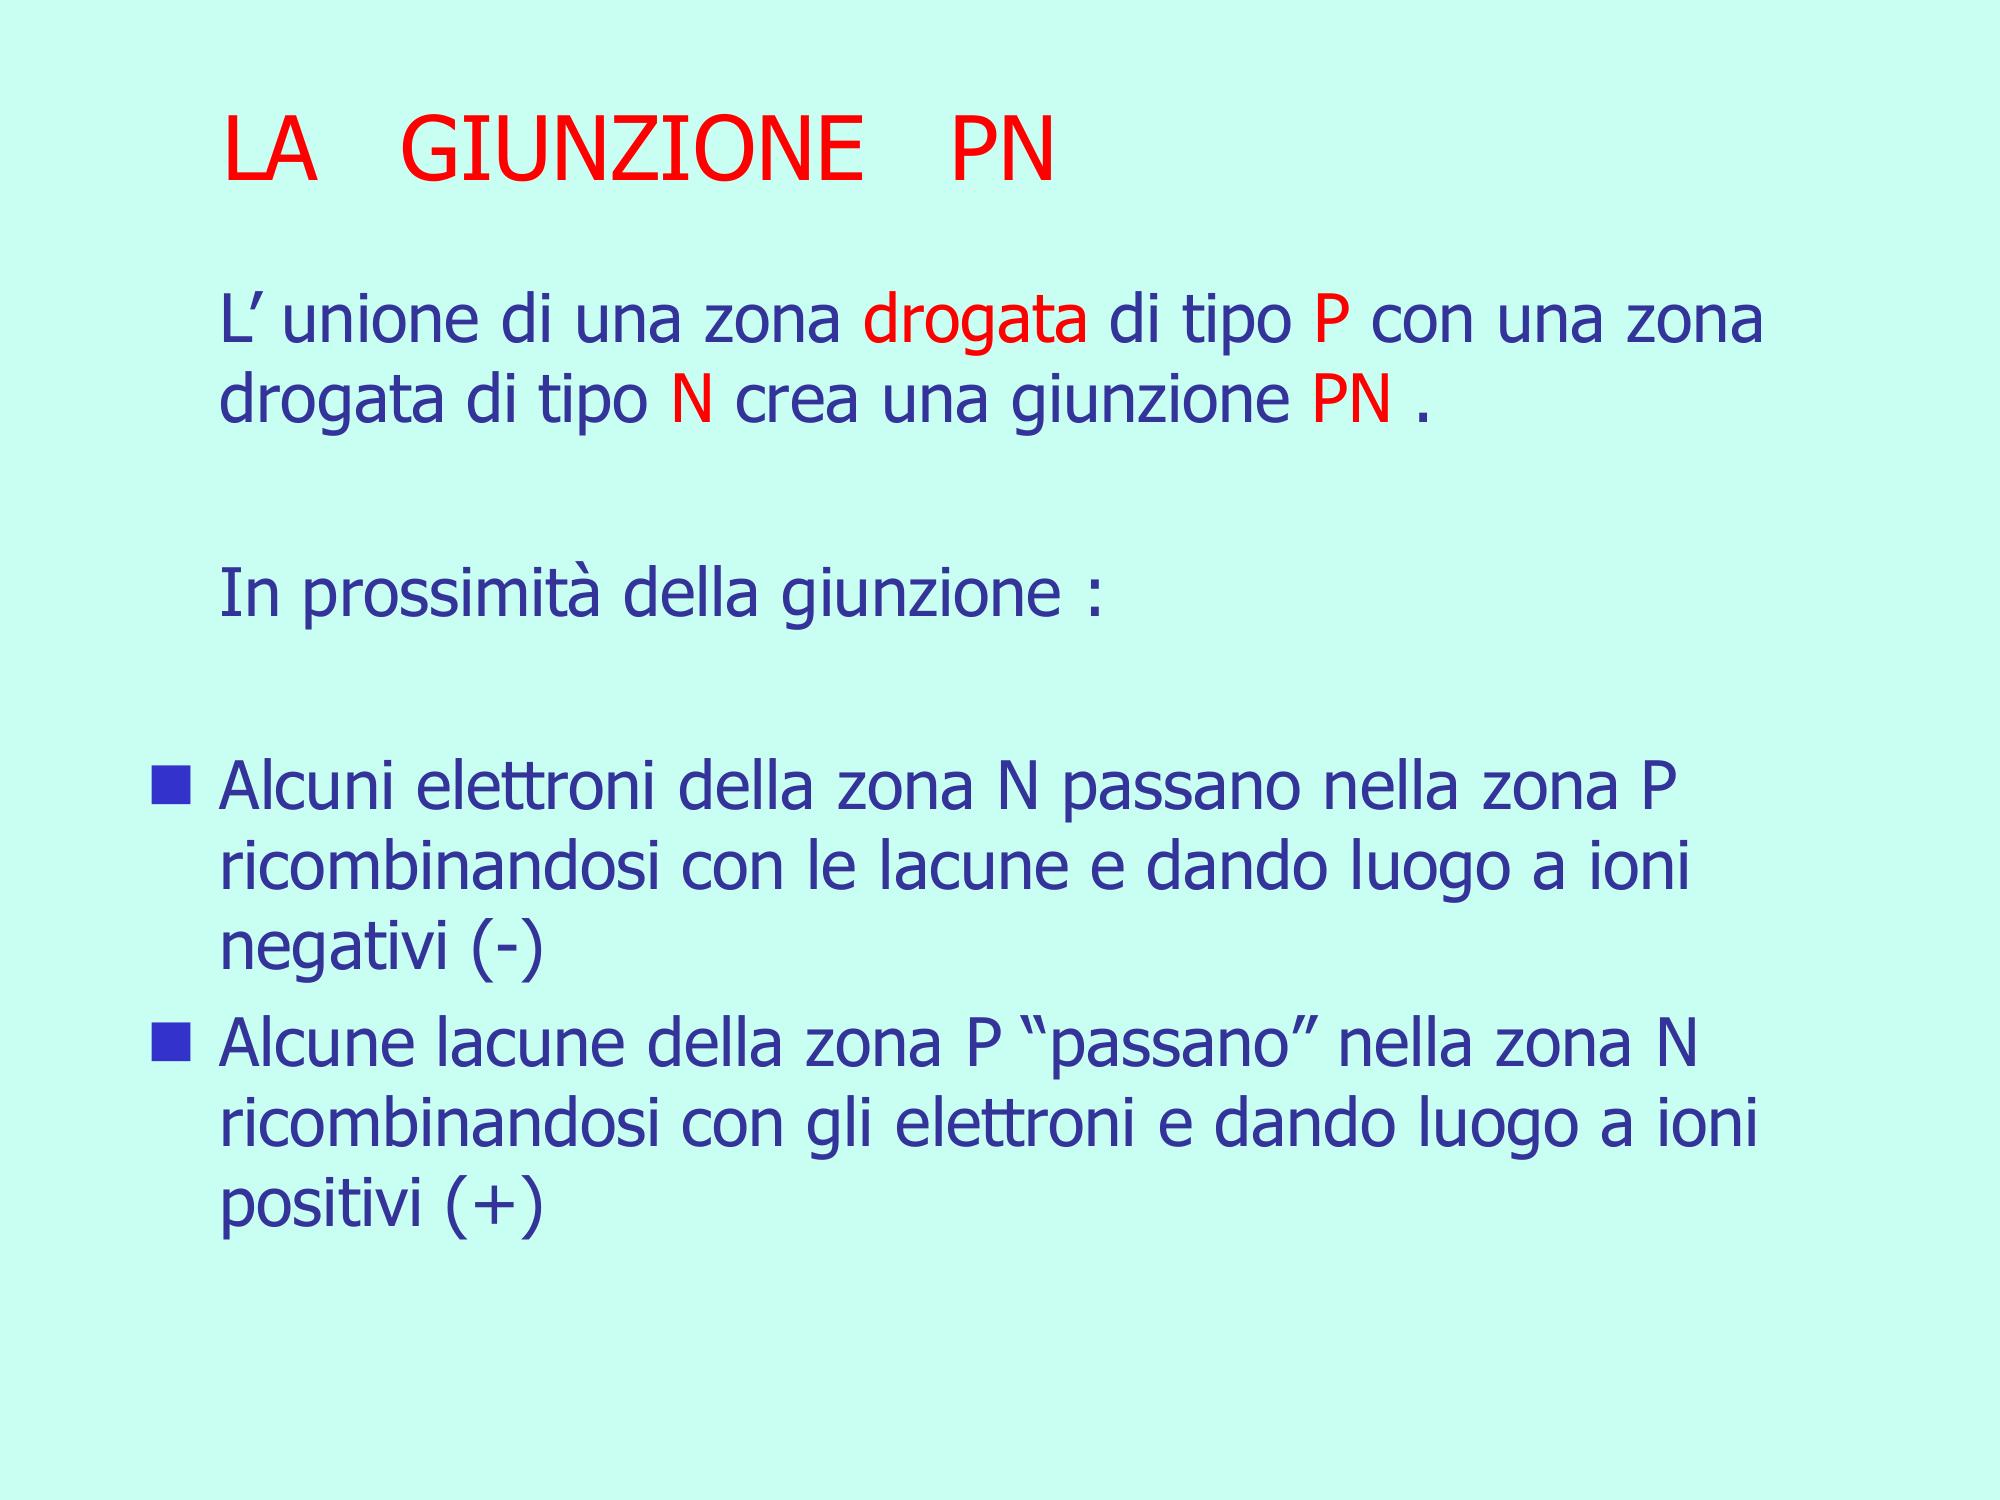 LA GIUNZIONE PN
L’ unione di una zona drogata di tipo P con una zona
drogata di tipo N crea una giunzione PN .
In prossimità della giunzione :
Alcuni elettroni della zona N passano nella zona P
ricombinandosi con le lacune e dando luogo a ioni
negativi (-)
Alcune lacune della zona P “passano” nella zona N
ricombinandosi con gli elettroni e dando luogo a ioni
positivi (+)